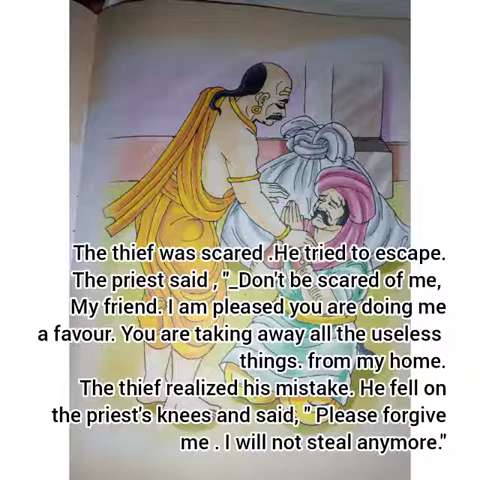 The thief was scared .He tried to escape.
The priest said , "_Don't be scared of me,
My friend. I am pleased you are doing me
a favour. You are taking away all the useless
things. from my home.
The thief realized his mistake. He fell on
the priest's knees and said, " Please forgive
me . I will not steal anymore."